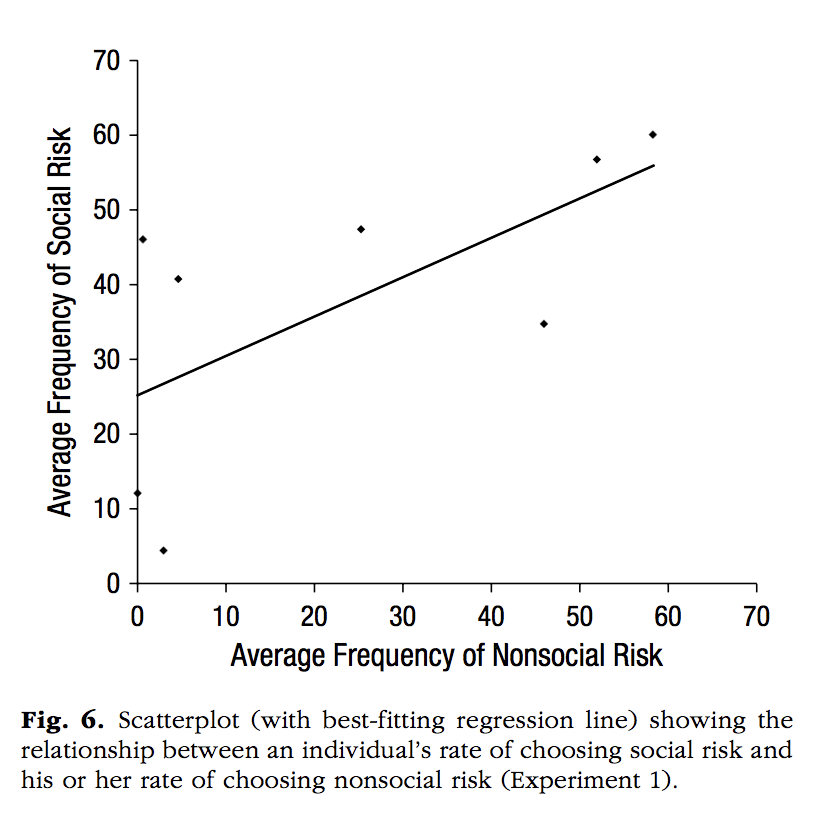 70
60
50
40
30
20
10
0
Average Frequency of Social Risk
0 10 20 30 40 50 60 70
Average Frequency of Nonsocial Risk
Fig. 6. Scatterplot (with best-fitting regression line) showing the
relationship between an individual’s rate of choosing social risk and
his or her rate of choosing nonsocial risk (Experiment 1).